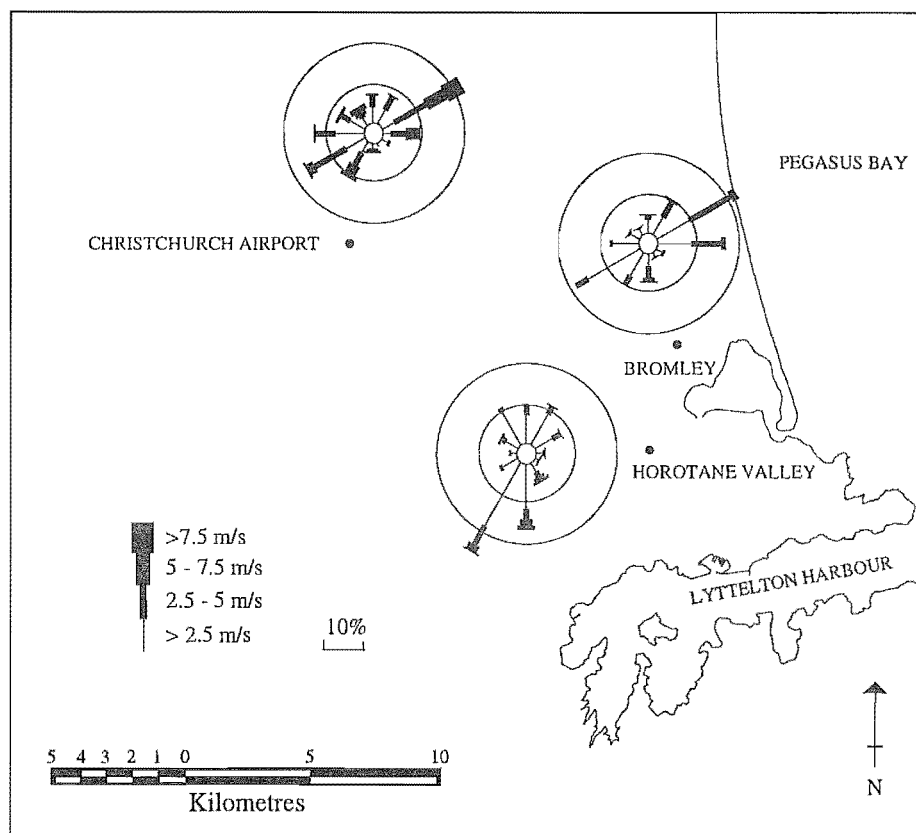 PEGASUS BAY
CHRISTCHURCH AIRPORT
BROMLEY
HOROTANE VALLEY
>7.5 m/s
5 - 7.5 m/s
2.5 - 5 m/s
> 2.5 m/s
10%
LYTTELTON HARBOUR
5 4 3 2 1 0 5 10
Kilometres
N